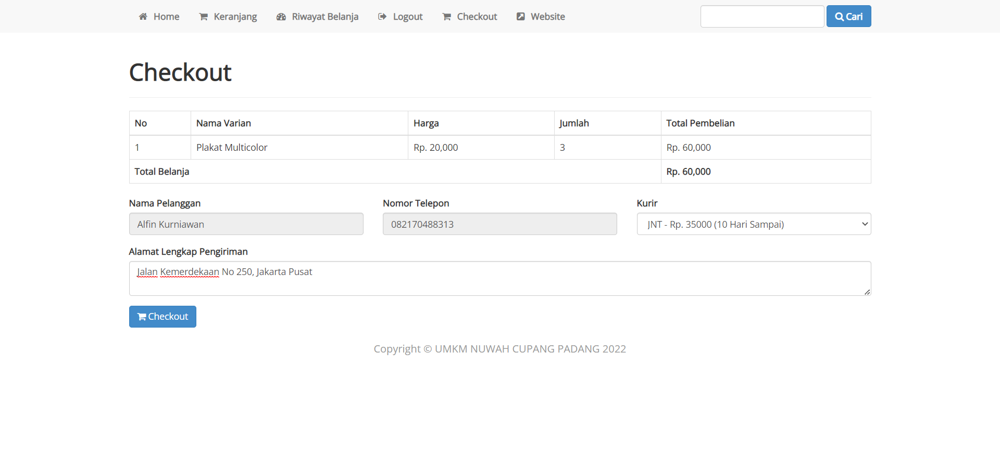 Home Keranjang Riwayat Belanja Logout Checkout Website Cari
Checkout
No Nama Varian Harga Jumlah Total Pembelian
1 Plakat Multicolor Rp. 20,000 3 Rp. 60,000
Total Belanja Rp. 60,000
Nama Pelanggan Nomor Telepon Kurir
Alfin Kurniawan 082170488313 JNT - Rp. 35000 (10 Hari Sampai)
Alamat Lengkap Pengiriman
Jalan Kemerdekaan No 250, Jakarta Pusat
Checkout
Copyright © UMKM NUWAH CUPANG PADANG 2022